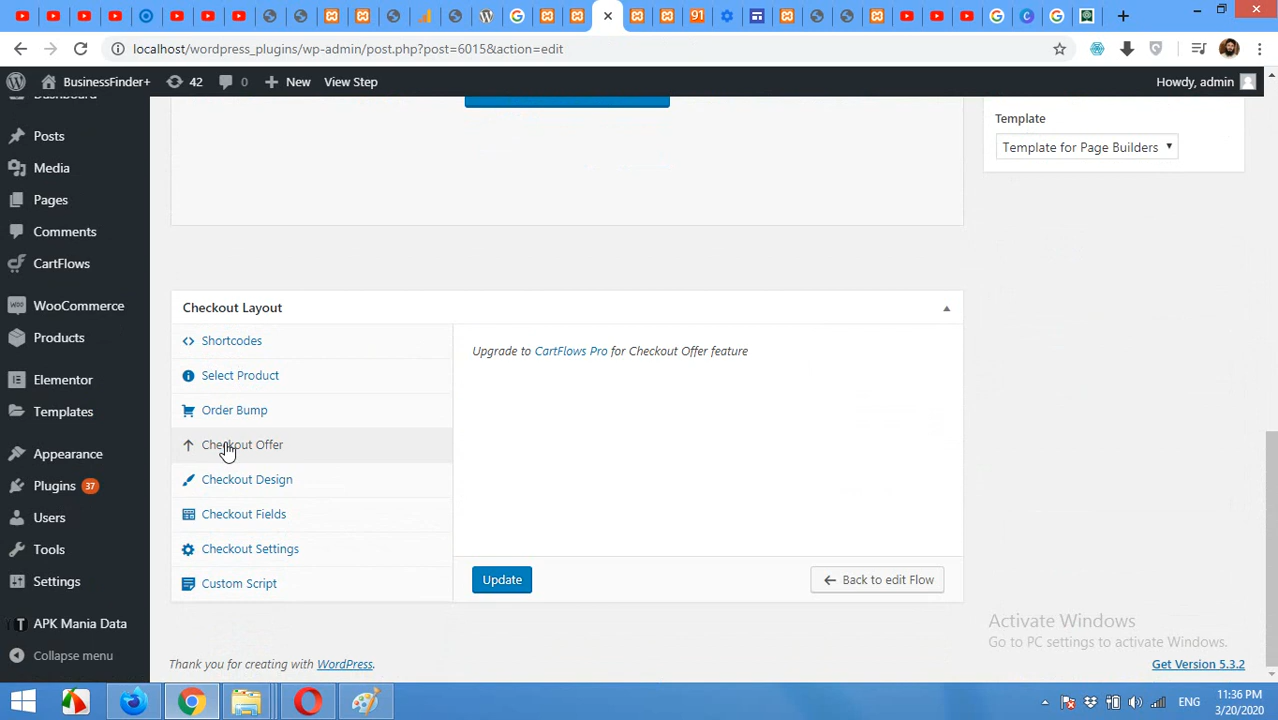 91
localhost/wordpress_plugins/wp-admin/post.php?post=6015&action=edit
BusinessFinder+ 42 0 New View Step Howdy, admin
Dashboard
Posts
Media
Pages
Comments
CartFlows
WooCommerce
Products
Elementor
Templates
Appearance
Plugins 37
Users
Tools
Settings
APK Mania Data
Collapse menu
Template
Template for Page Builders
Checkout Layout
Shortcodes
Select Product
Order Bump
Checkout Offer
Checkout Design
Checkout Fields
Checkout Settings
Custom Script
Upgrade to CartFlows Pro for Checkout Offer feature
Update
Back to edit Flow
Activate Windows
Go to PC settings to activate Windows.
Thank you for creating with WordPress.
Get Version 5.3.2
ENG
11:36 PM
3/20/2020